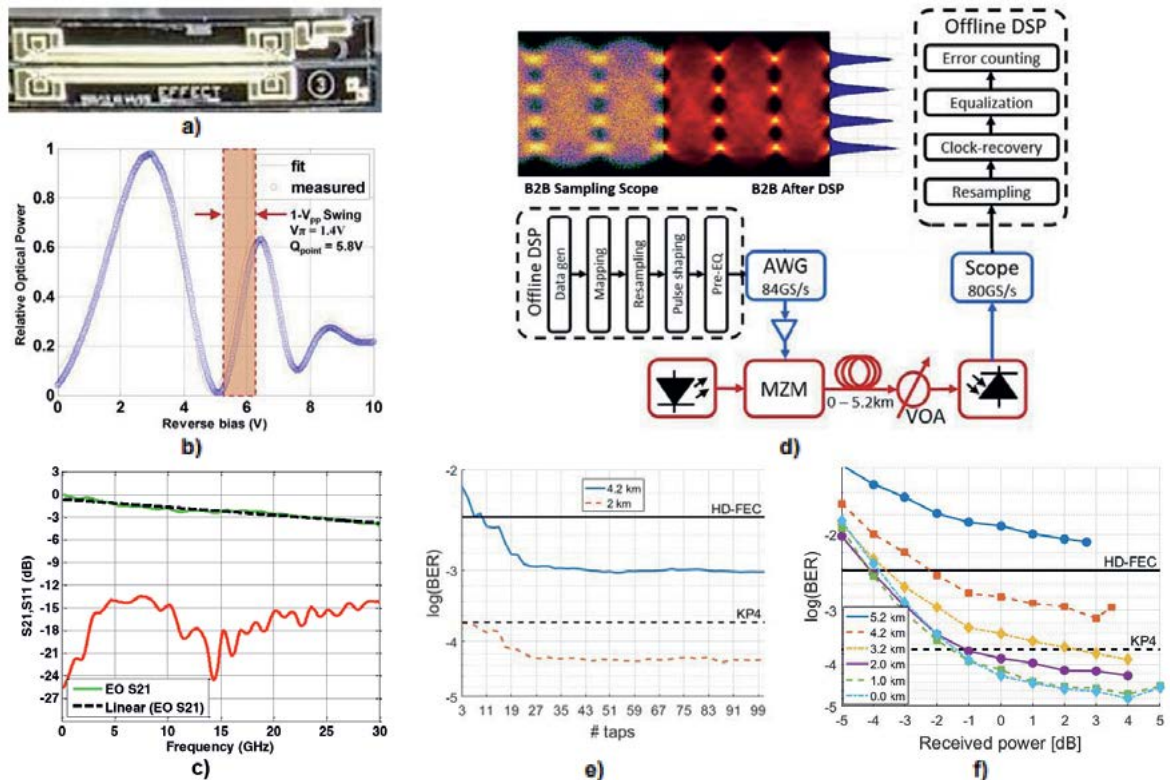 EFFECT
3
a)
Relative Optical Power
1
0.8
0.6
0.4
0.2
0
0 2 4 6 8 10
Reverse bias (V)
fit
measured
1-Vpp Swing
Vπ = 1.4V
Qpoint = 5.8V
b)
S21,S11 (dB)
3
0
-3
-6
-9
-12
-15
-18
-21
-24
-27
EO S21
Linear (EO S21)
0 5 10 15 20 25 30
Frequency (GHz)
c)
B2B Sampling Scope
B2B After DSP
Offline DSP
Error counting
Equalization
Clock-recovery
Resampling
Offline DSP
Data gen
Mapping
Resampling
Pulse shaping
Pre-EQ
AWG
84GS/s
Scope
80GS/s
MZM
0 – 5.2km
VOA
d)
log(BER)
-2
-3
-4
-5
4.2 km
2 km
HD-FEC
KP4
3 11 19 27 35 43 51 59 67 75 83 91 99
# taps
e)
log(BER)
-2
-3
-4
-5
HD-FEC
KP4
5.2 km
4.2 km
3.2 km
2.0 km
1.0 km
0.0 km
-5 -4 -3 -2 -1 0 1 2 3 4 5
Received power [dB]
f)